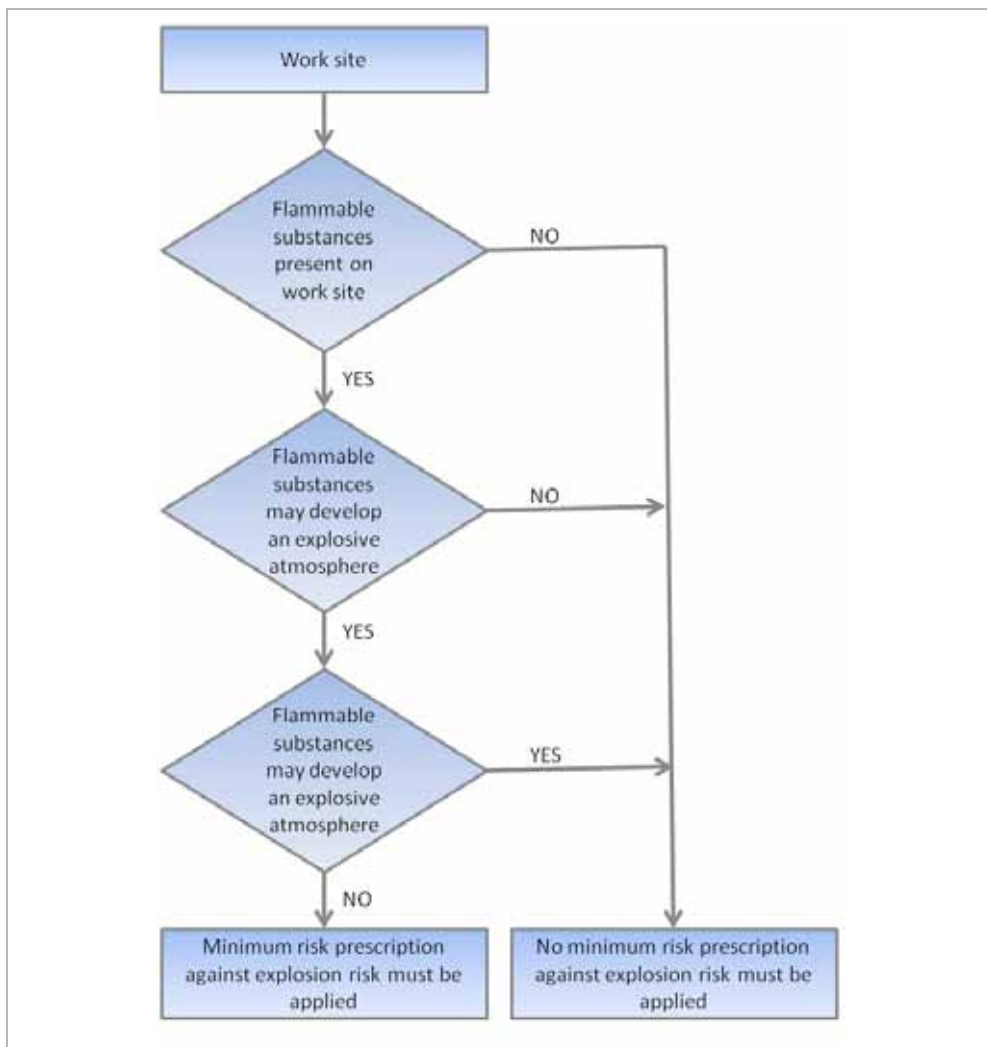 Work site
Flammable
substances
present on
work site
NO
YES
Flammable
substances
may develop
an explosive
atmosphere
NO
YES
Flammable
substances
may develop
an explosive
atmosphere
YES
NO
Minimum risk prescription
against explosion risk must be
applied
No minimum risk prescription
against explosion risk must be
applied